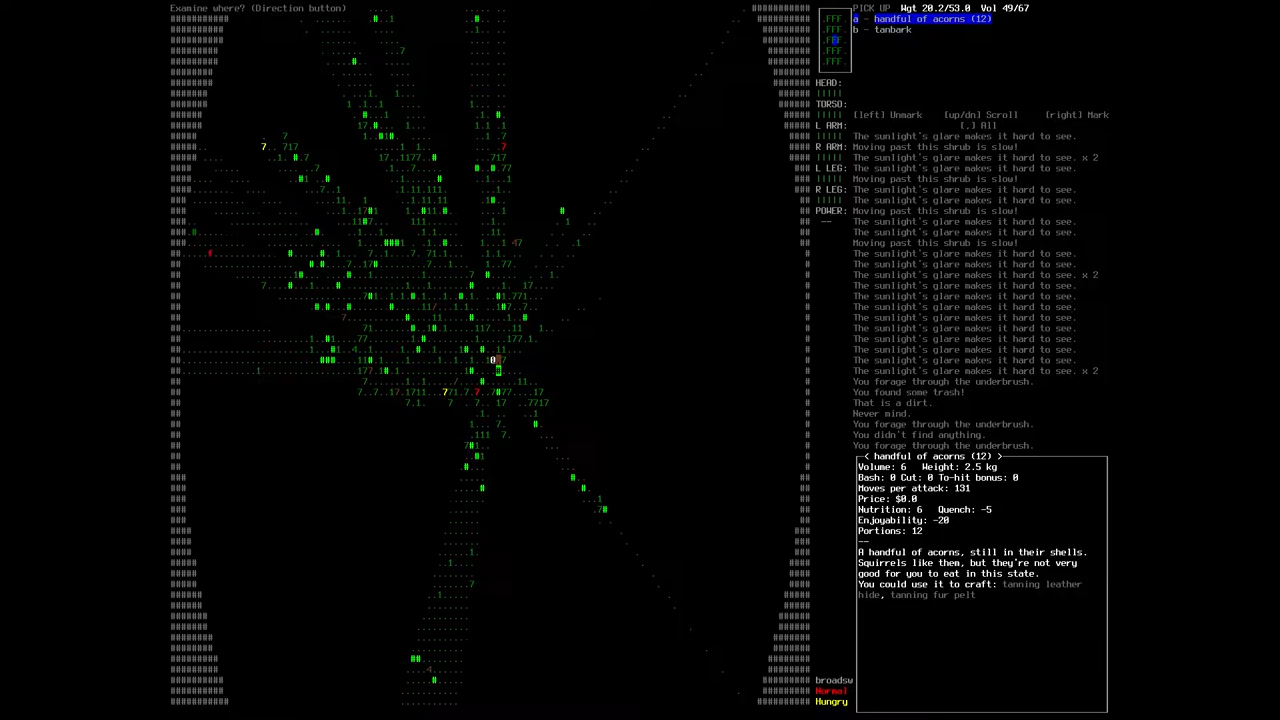 Examine where? (Direction button)
PICK UP Wgt 20.2/53.0 Vol 49/67
a - handful of acorns (12)
b - tanbark
HEAD:
TORSO:
[left] Unmark [up/dn] Scroll [right] Mark
L ARM: [,] All
The sunlight's glare makes it hard to see.
R ARM: Moving past this shrub is slow!
The sunlight's glare makes it hard to see. x 2
L LEG: The sunlight's glare makes it hard to see.
Moving past this shrub is slow!
R LEG: The sunlight's glare makes it hard to see.
The sunlight's glare makes it hard to see.
POWER: Moving past this shrub is slow!
-- The sunlight's glare makes it hard to see.
The sunlight's glare makes it hard to see.
Moving past this shrub is slow!
The sunlight's glare makes it hard to see.
The sunlight's glare makes it hard to see.
The sunlight's glare makes it hard to see. x 2
The sunlight's glare makes it hard to see.
The sunlight's glare makes it hard to see.
The sunlight's glare makes it hard to see.
The sunlight's glare makes it hard to see.
The sunlight's glare makes it hard to see.
The sunlight's glare makes it hard to see.
The sunlight's glare makes it hard to see.
The sunlight's glare makes it hard to see.
The sunlight's glare makes it hard to see. x 2
You forage through the underbrush.
You found some trash!
That is a dirt.
Never mind.
You forage through the underbrush.
You didn't find anything.
You forage through the underbrush.
< handful of acorns (12) >
Volume: 6 Weight: 2.5 kg
Bash: 0 Cut: 0 To-hit bonus: 0
Moves per attack: 131
Price: $0.0
Nutrition: 6 Quench: -5
Enjoyability: -20
Portions: 12
--
A handful of acorns, still in their shells.
Squirrels like them, but they're not very
good for you to eat in this state.
You could use it to craft: tanning leather
hide, tanning fur pelt
broadsw
Normal
Hungry